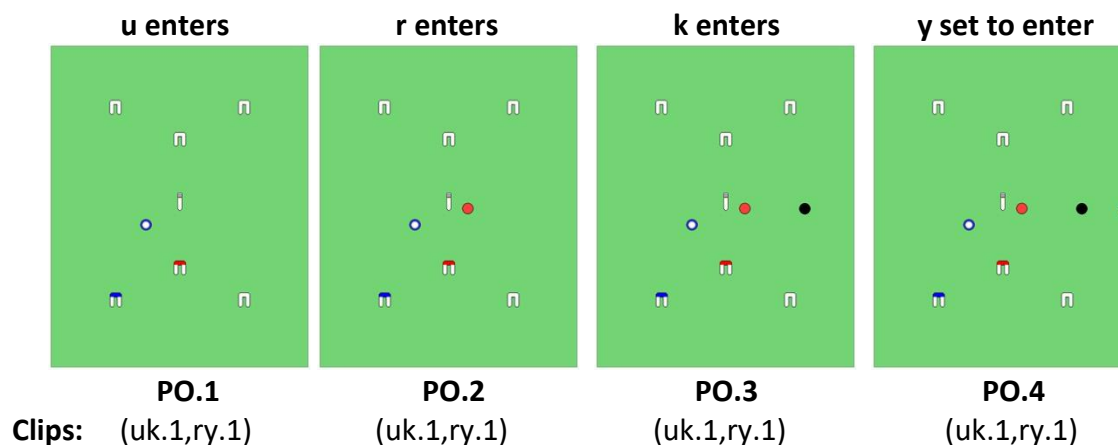 u enters r enters k enters y set to enter
PO.1 PO.2 PO.3 PO.4
Clips: (uk.1,ry.1) (uk.1,ry.1) (uk.1,ry.1) (uk.1,ry.1)